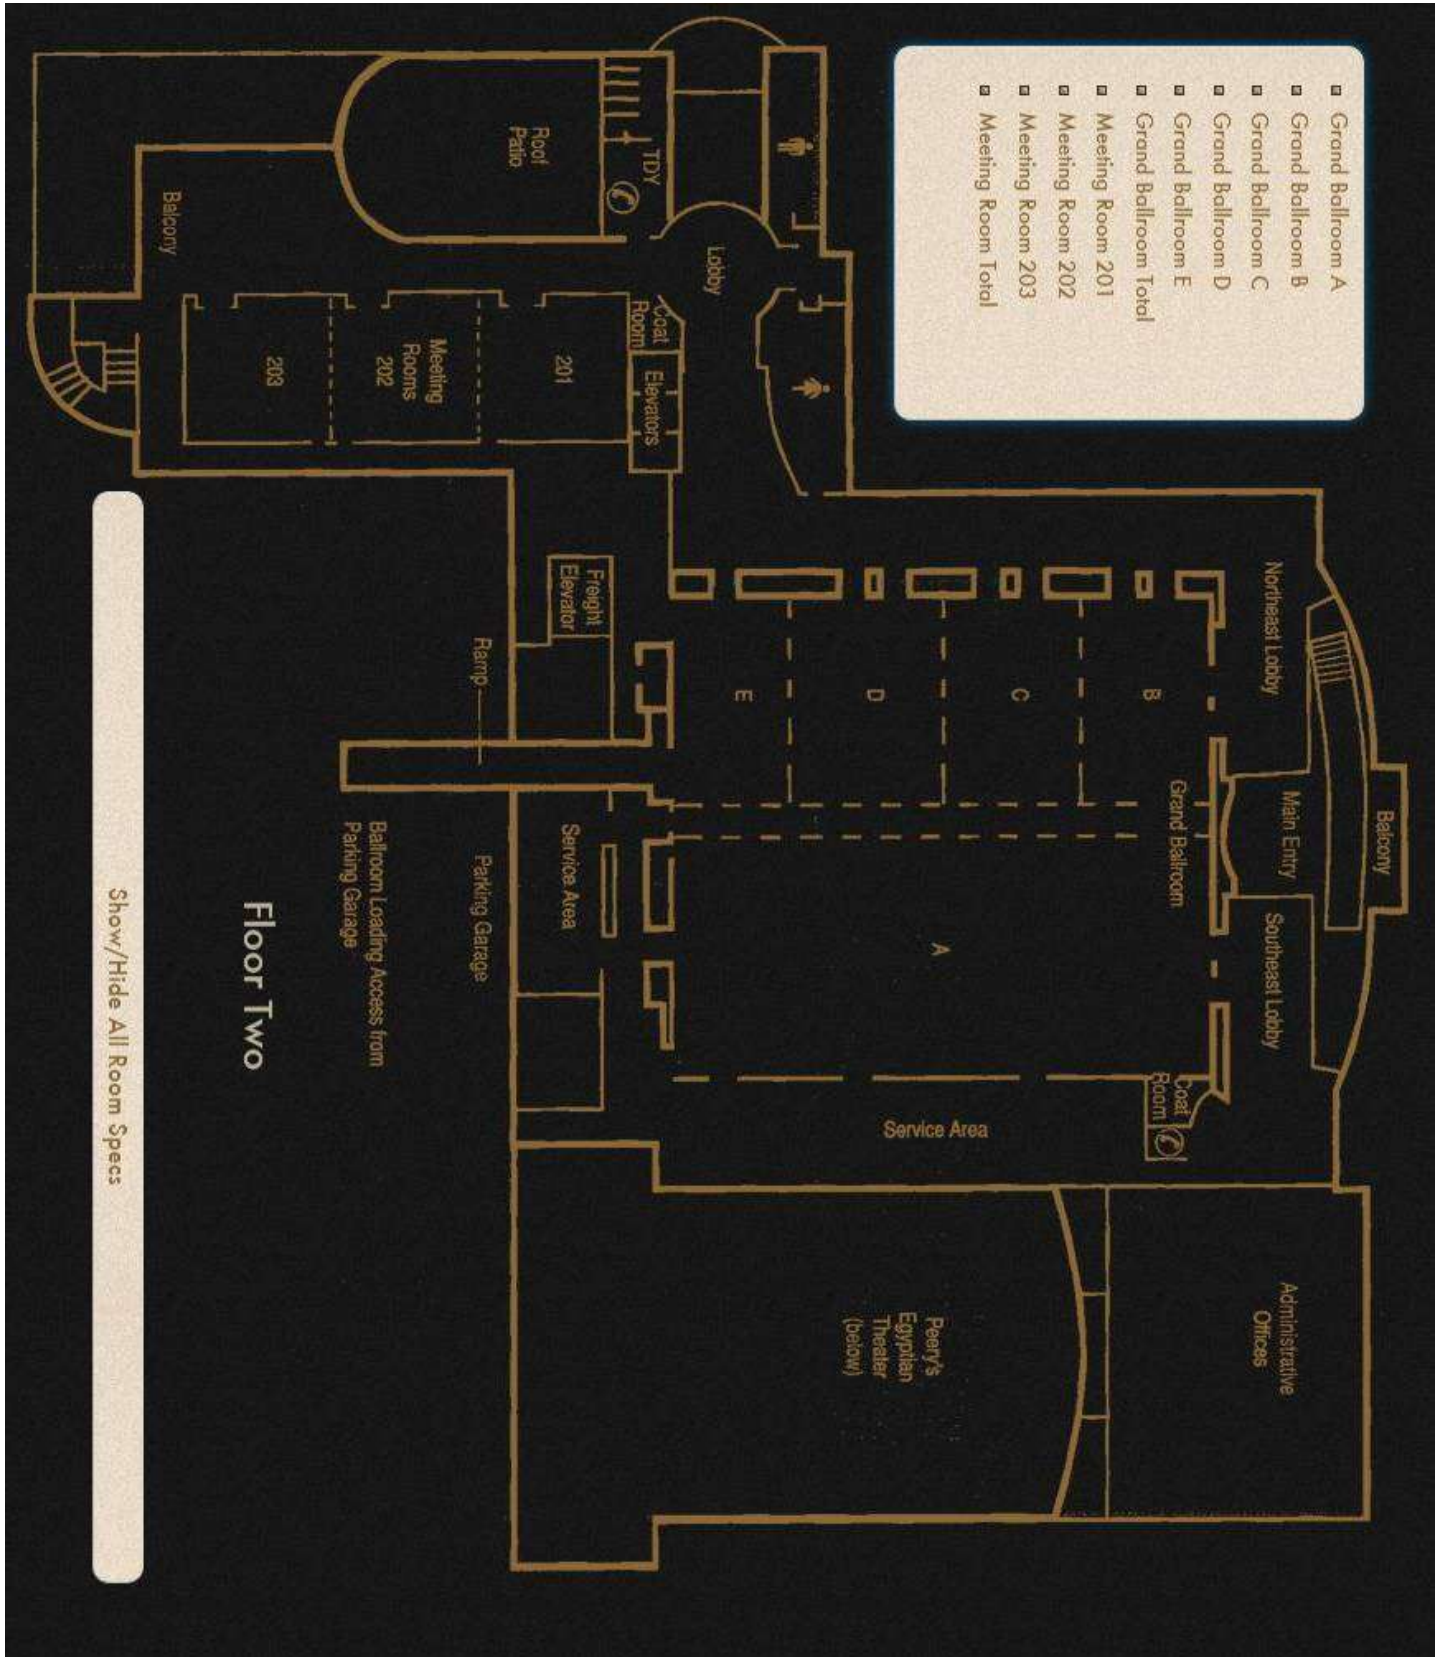 Grand Ballroom A
Grand Ballroom B
Grand Ballroom C
Grand Ballroom D
Grand Ballroom E
Grand Ballroom Total
Meeting Room 201
Meeting Room 202
Meeting Room 203
Meeting Room Total
Balcony
Northeast Lobby
Main Entry
Southeast Lobby
Administrative
Offices
Grand Ballroom
B
C
D
E
A
Coat
Room
Service Area
Peery's
Egyptian
Theater
(below)
Lobby
TDY
Roof
Patio
Coat
Room
Elevators
201
Meeting
Rooms
202
203
Balcony
Freight
Elevator
Ramp
Service Area
Parking Garage
Ballroom Loading Access from
Parking Garage
Floor Two
Show/Hide All Room Specs